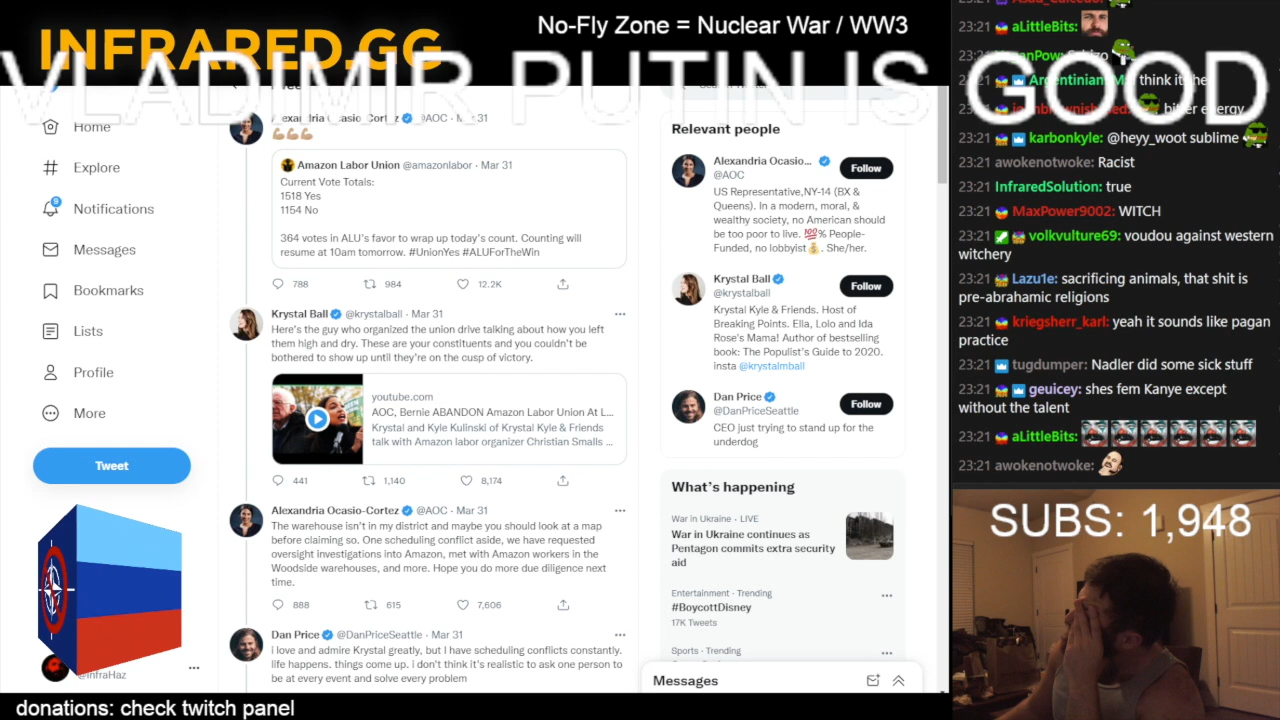 INFRARED.GG
No-Fly Zone = Nuclear War / WW3
VLADIMIR PUTIN IS GOOD
Home
Explore
Notifications
9
Messages
Bookmarks
Lists
Profile
More
Tweet
@InfraHaz
Alexandria Ocasio-Cortez @AOC · Mar 31
Amazon Labor Union @amazonlabor · Mar 31
Current Vote Totals:
1518 Yes
1154 No
364 votes in ALU's favor to wrap up today's count. Counting will
resume at 10am tomorrow. #UnionYes #ALUForTheWin
788 984 12.2K
Krystal Ball @krystalball · Mar 31
Here's the guy who organized the union drive talking about how you left
them high and dry. These are your constituents and you couldn't be
bothered to show up until they're on the cusp of victory.
youtube.com
AOC, Bernie ABANDON Amazon Labor Union At L...
Krystal and Kyle Kulinski of Krystal Kyle & Friends
talk with Amazon labor organizer Christian Smalls ...
441 1,140 8,174
Alexandria Ocasio-Cortez @AOC · Mar 31
The warehouse isn't in my district and maybe you should look at a map
before claiming so. One scheduling conflict aside, we have requested
oversight investigations into Amazon, met with Amazon workers in the
Woodside warehouses, and more. Hope you do more due diligence next
time.
888 615 7,606
Dan Price @DanPriceSeattle · Mar 31
i love and admire Krystal greatly, but I have scheduling conflicts constantly.
life happens. things come up. i don't think it's realistic to ask one person to
be at every event and solve every problem
Relevant people
Alexandria Ocasio...
@AOC
Follow
US Representative,NY-14 (BX &
Queens). In a modern, moral, &
wealthy society, no American should
be too poor to live. 💯% People-
Funded, no lobbyist💰. She/her.
Krystal Ball
@krystalball
Follow
Krystal Kyle & Friends. Host of
Breaking Points. Ella, Lolo and Ida
Rose's Mama! Author of bestselling
book: The Populist's Guide to 2020.
insta @krystalmball
Dan Price
@DanPriceSeattle
Follow
CEO just trying to stand up for the
underdog
What's happening
War in Ukraine · LIVE
War in Ukraine continues as
Pentagon commits extra security
aid
Entertainment · Trending
#BoycottDisney
17K Tweets
Sports · Trending
Messages
23:21 aLittleBits:
23:21
23:21 think
23:21 energy
23:21 karbonkyle: @heyy_woot sublime
23:21 awokenotwoke: Racist
23:21 InfraredSolution: true
23:21 MaxPower9002: WITCH
23:21 volkvulture69: voudou against western
witchery
23:21 Lazu1e: sacrificing animals, that shit is
pre-abrahamic religions
23:21 kriegsherr_karl: yeah it sounds like pagan
practice
23:21 tugdumper: Nadler did some sick stuff
23:21 geuicey: shes fem Kanye except
without the talent
23:21 aLittleBits:
23:21 awokenotwoke:
SUBS: 1,948
donations: check twitch panel